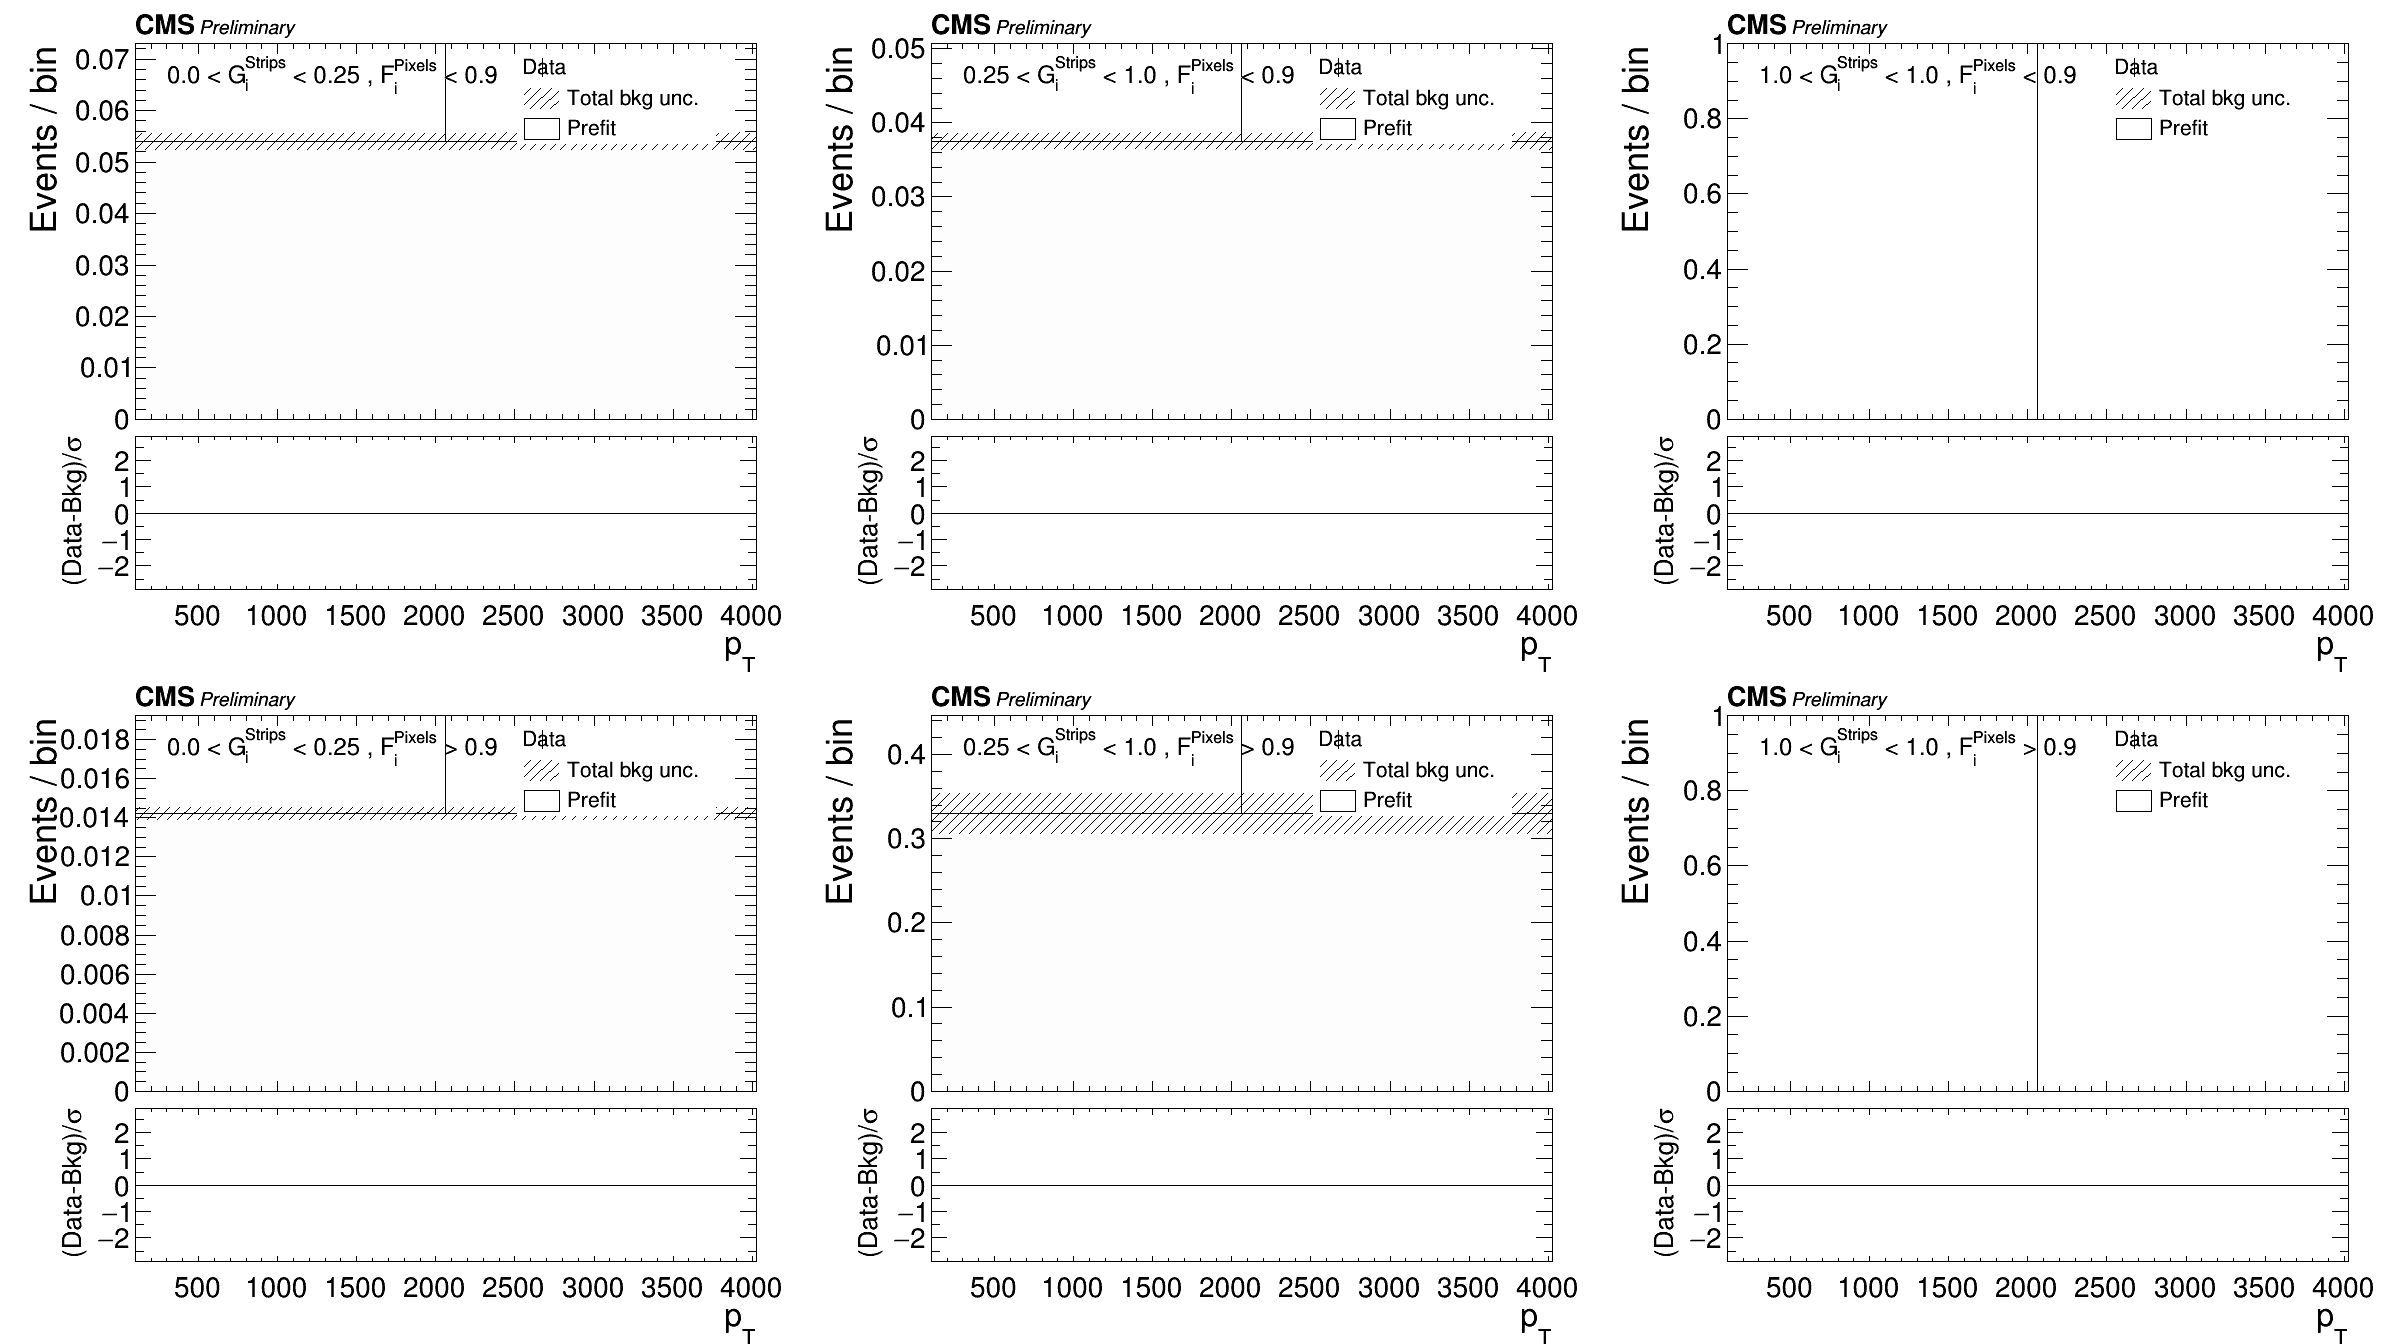 CMS Preliminary
Events / bin
0.0 < G_i^Strips < 0.25 , F_i^Pixels < 0.9
Data
Total bkg unc.
Prefit
0.07
0.06
0.05
0.04
0.03
0.02
0.01
0
(Data-Bkg)/σ
2
1
0
−1
−2
500 1000 1500 2000 2500 3000 3500 4000
p_T
CMS Preliminary
Events / bin
0.25 < G_i^Strips < 1.0 , F_i^Pixels < 0.9
Data
Total bkg unc.
Prefit
0.05
0.04
0.03
0.02
0.01
0
(Data-Bkg)/σ
2
1
0
−1
−2
500 1000 1500 2000 2500 3000 3500 4000
p_T
CMS Preliminary
Events / bin
1.0 < G_i^Strips < 1.0 , F_i^Pixels < 0.9
Data
Total bkg unc.
Prefit
1
0.8
0.6
0.4
0.2
0
(Data-Bkg)/σ
2
1
0
−1
−2
500 1000 1500 2000 2500 3000 3500 4000
p_T
CMS Preliminary
Events / bin
0.0 < G_i^Strips < 0.25 , F_i^Pixels > 0.9
Data
Total bkg unc.
Prefit
0.018
0.016
0.014
0.012
0.01
0.008
0.006
0.004
0.002
0
(Data-Bkg)/σ
2
1
0
−1
−2
500 1000 1500 2000 2500 3000 3500 4000
p_T
CMS Preliminary
Events / bin
0.25 < G_i^Strips < 1.0 , F_i^Pixels > 0.9
Data
Total bkg unc.
Prefit
0.4
0.3
0.2
0.1
0
(Data-Bkg)/σ
2
1
0
−1
−2
500 1000 1500 2000 2500 3000 3500 4000
p_T
CMS Preliminary
Events / bin
1.0 < G_i^Strips < 1.0 , F_i^Pixels > 0.9
Data
Total bkg unc.
Prefit
1
0.8
0.6
0.4
0.2
0
(Data-Bkg)/σ
2
1
0
−1
−2
500 1000 1500 2000 2500 3000 3500 4000
p_T